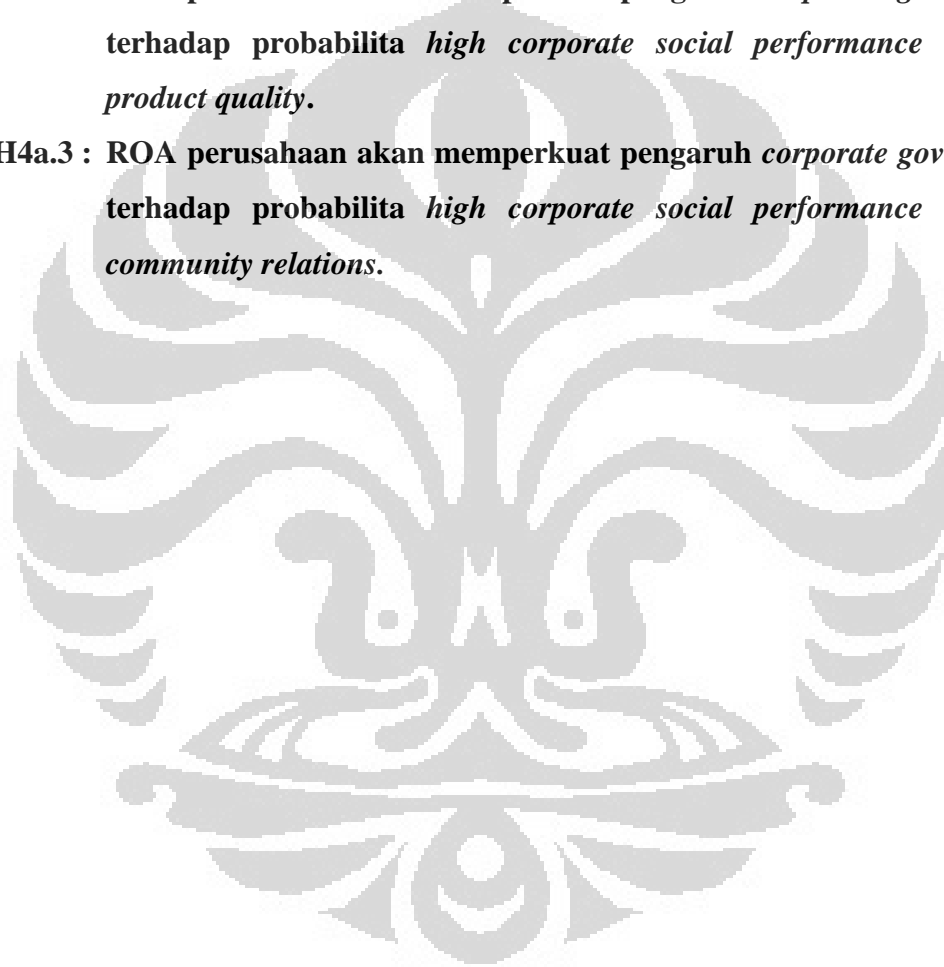 terhadap probabilita high corporate social performance
product quality.
H4a.3 : ROA perusahaan akan memperkuat pengaruh corporate gov
terhadap probabilita high corporate social performance
community relations.